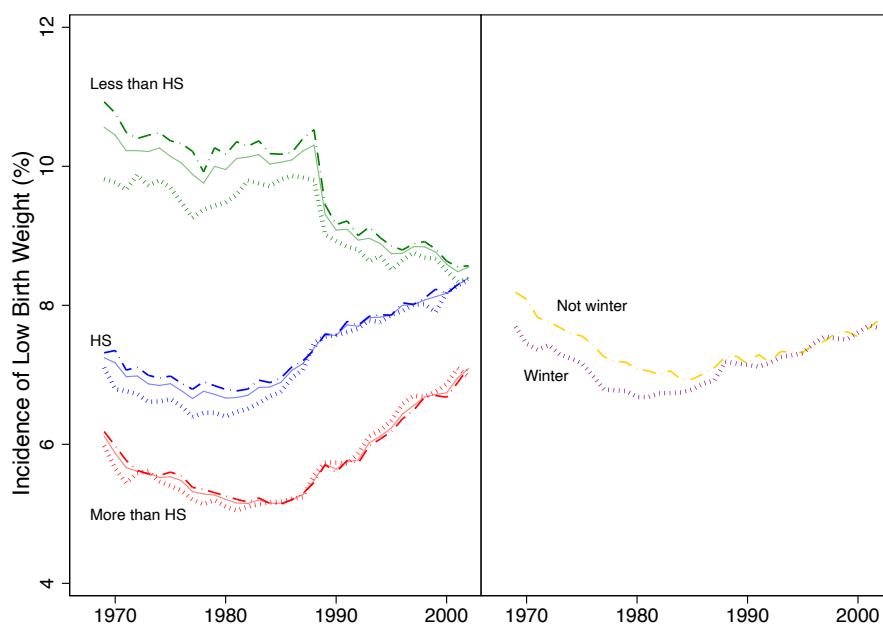 Incidence of Low Birth Weight (%)
12
10
8
6
4
Less than HS
HS
More than HS
Not winter
Winter
1970 1980 1990 2000 1970 1980 1990 2000